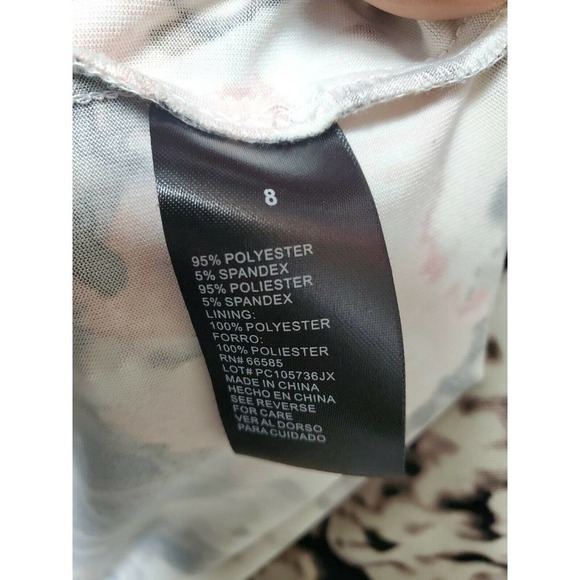 8
95% POLYESTER
5% SPANDEX
95% POLIESTER
5% SPANDEX
LINING:
100% POLYESTER
FORRO:
100% POLIESTER
RN# 66585
LOT# PC105736JX
MADE IN CHINA
HECHO EN CHINA
SEE REVERSE
FOR CARE
VER AL DORSO
PARA CUIDADO